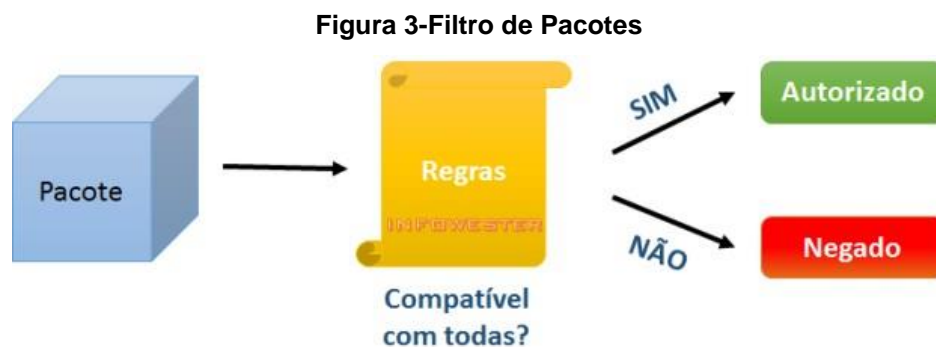 Figura 3-Filtro de Pacotes
Pacote
Regras
INFOWESTER
Compatível
com todas?
SIM
Autorizado
NÃO
Negado